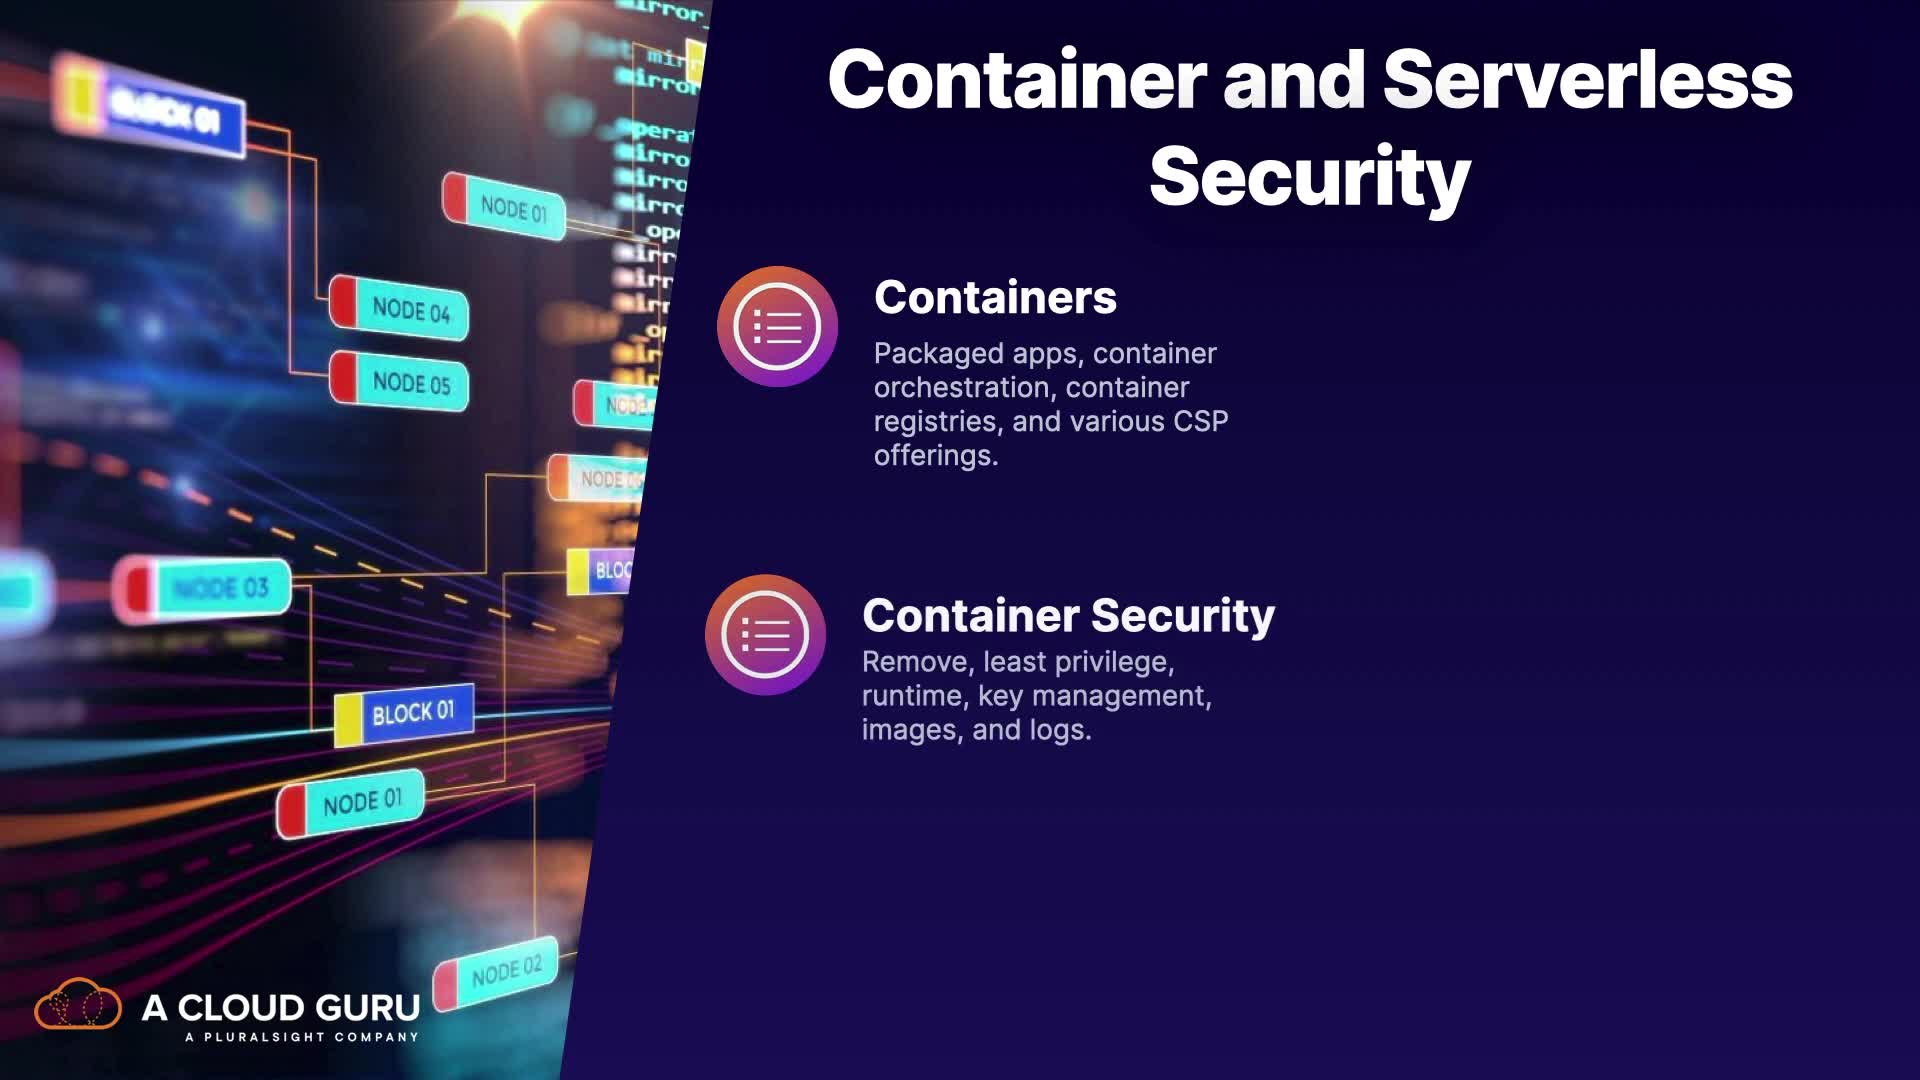 Container and Serverless
Security
Containers
Packaged apps, container
orchestration, container
registries, and various CSP
offerings.
Container Security
Remove, least privilege,
runtime, key management,
images, and logs.
BLOCK 01
NODE 01
NODE 04
NODE 05
NODE 06
NODE 03
BLOCK 01
NODE 01
NODE 02
A CLOUD GURU
A PLURALSIGHT COMPANY